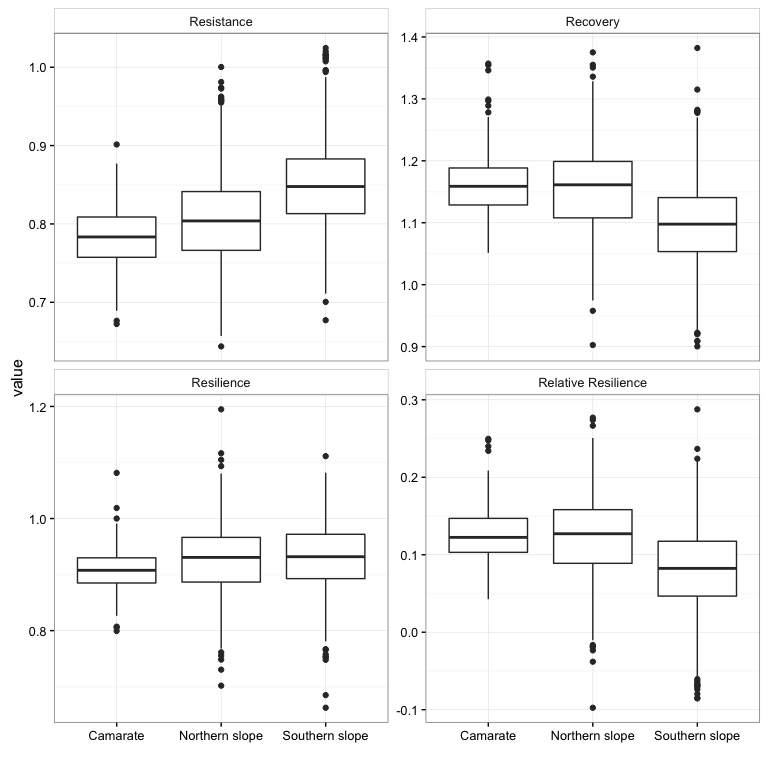 Resistance
Recovery
1.0
0.9
0.8
0.7
1.4
1.3
1.2
1.1
1.0
0.9
value
Resilience
Relative Resilience
1.2
1.0
0.8
0.3
0.2
0.1
0.0
-0.1
Camarate Northern slope Southern slope
Camarate Northern slope Southern slope